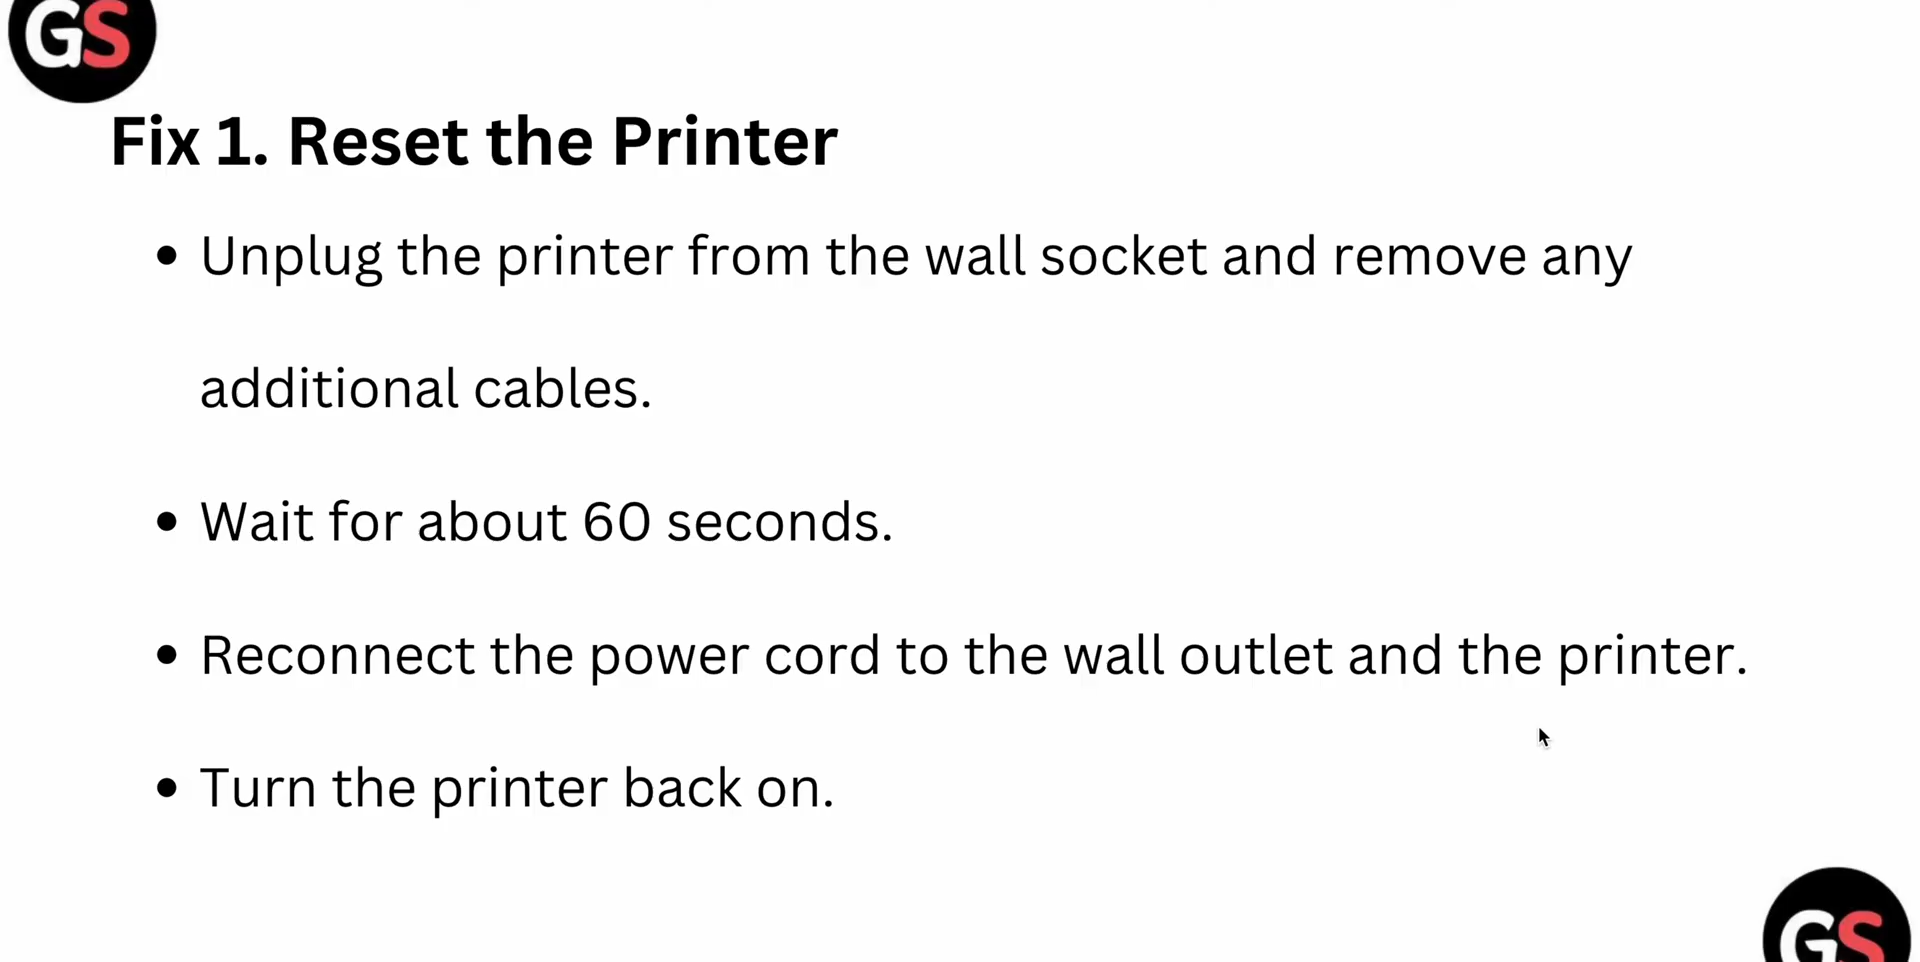 GS
Fix 1. Reset the Printer
• Unplug the printer from the wall socket and remove any
additional cables.
• Wait for about 60 seconds.
• Reconnect the power cord to the wall outlet and the printer.
• Turn the printer back on.
GS